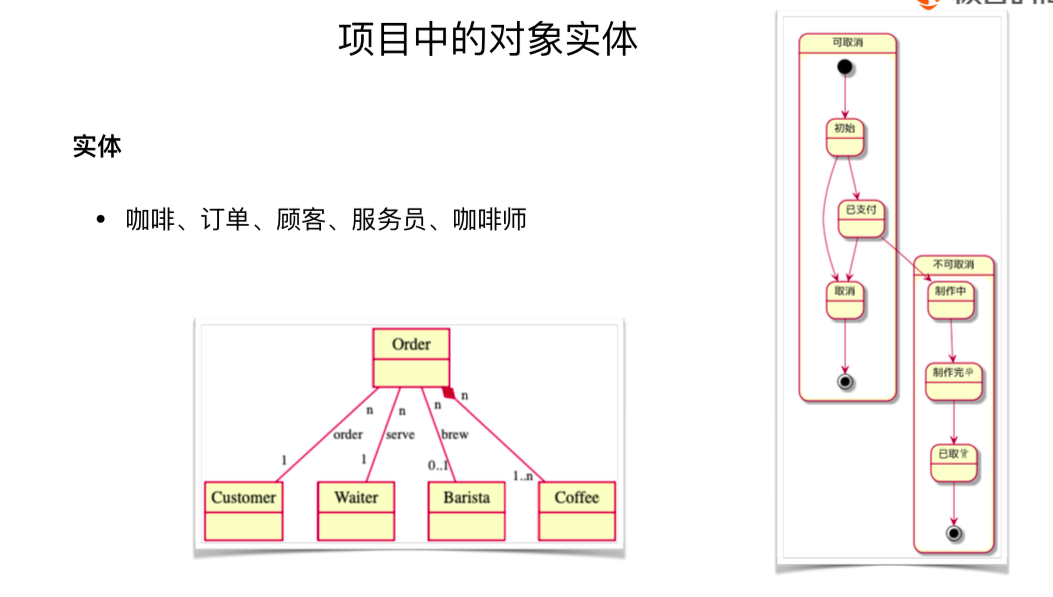 项目中的对象实体
实体
• 咖啡、订单、顾客、服务员、咖啡师
Order
n
n
n
n
order
serve
brew
1
1
0..1
1..n
Customer
Waiter
Barista
Coffee
可取消
初始
已支付
取消
不可取消
制作中
制作完毕
已取货